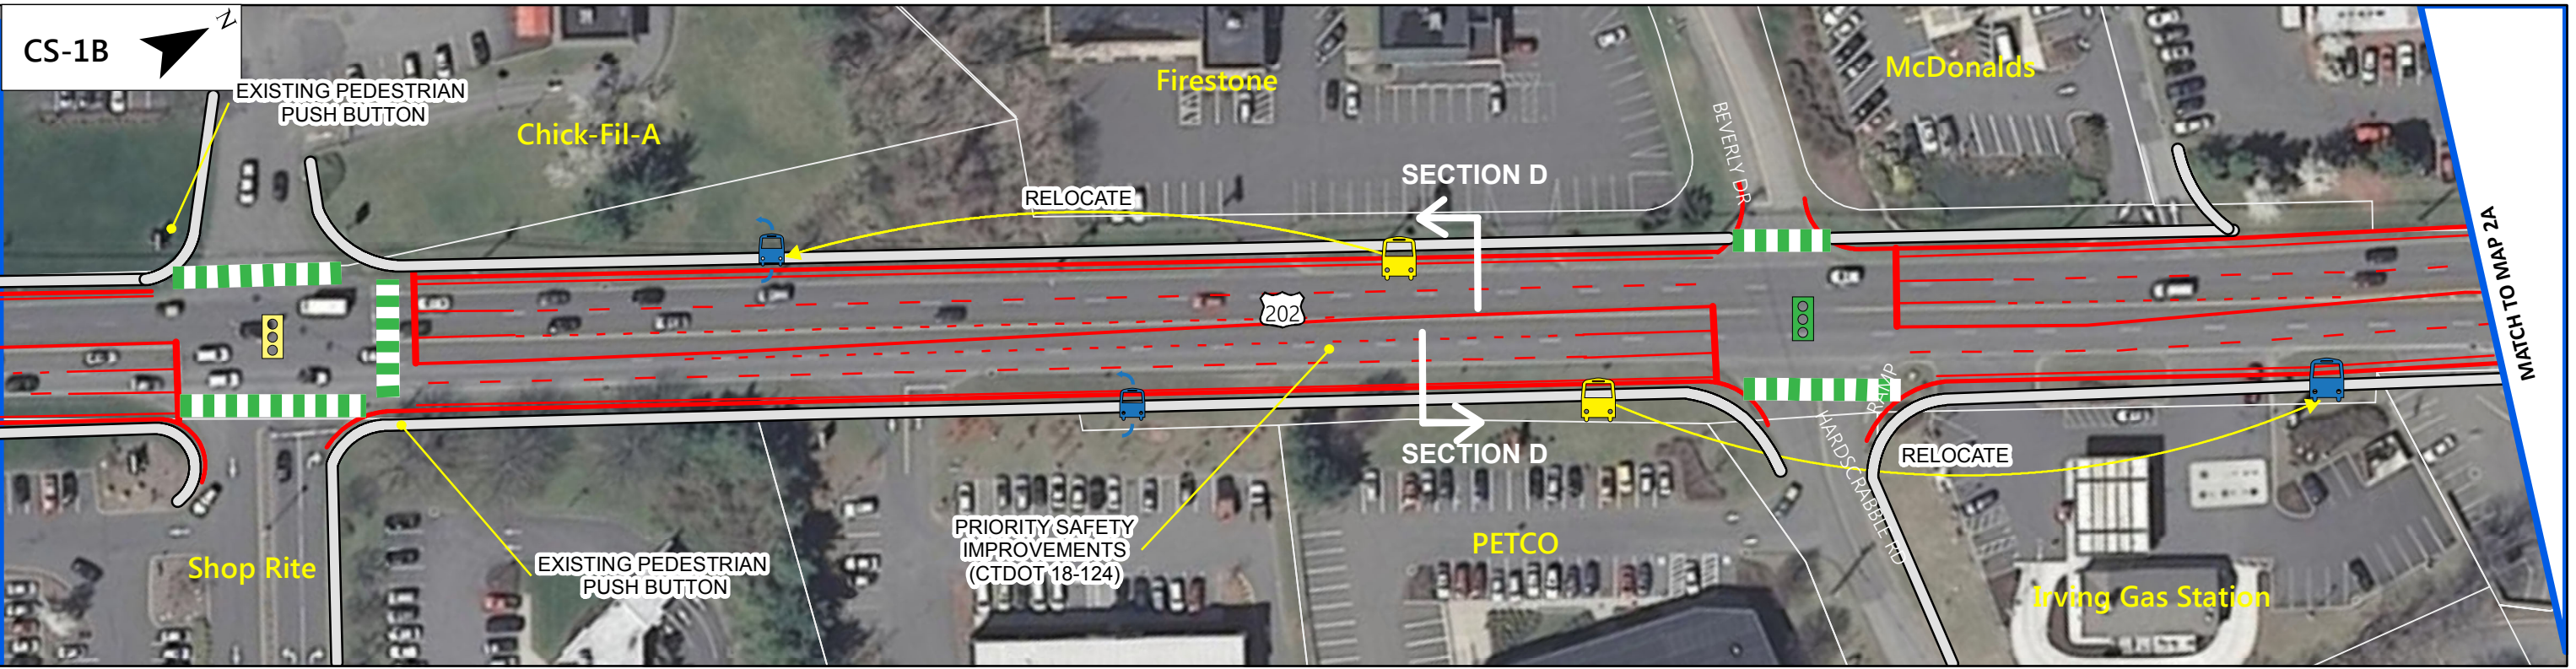 CS-1B
N
EXISTING PEDESTRIAN
PUSH BUTTON
Chick-Fil-A
Firestone
McDonalds
BEVERLY DR
RELOCATE
SECTION D
202
MATCH TO MAP 2A
SECTION D
RAMP
HARDSCRABBLE RD
RELOCATE
Shop Rite
EXISTING PEDESTRIAN
PUSH BUTTON
PRIORITY SAFETY
IMPROVEMENTS
(CTDOT 18-124)
PETCO
Irving Gas Station